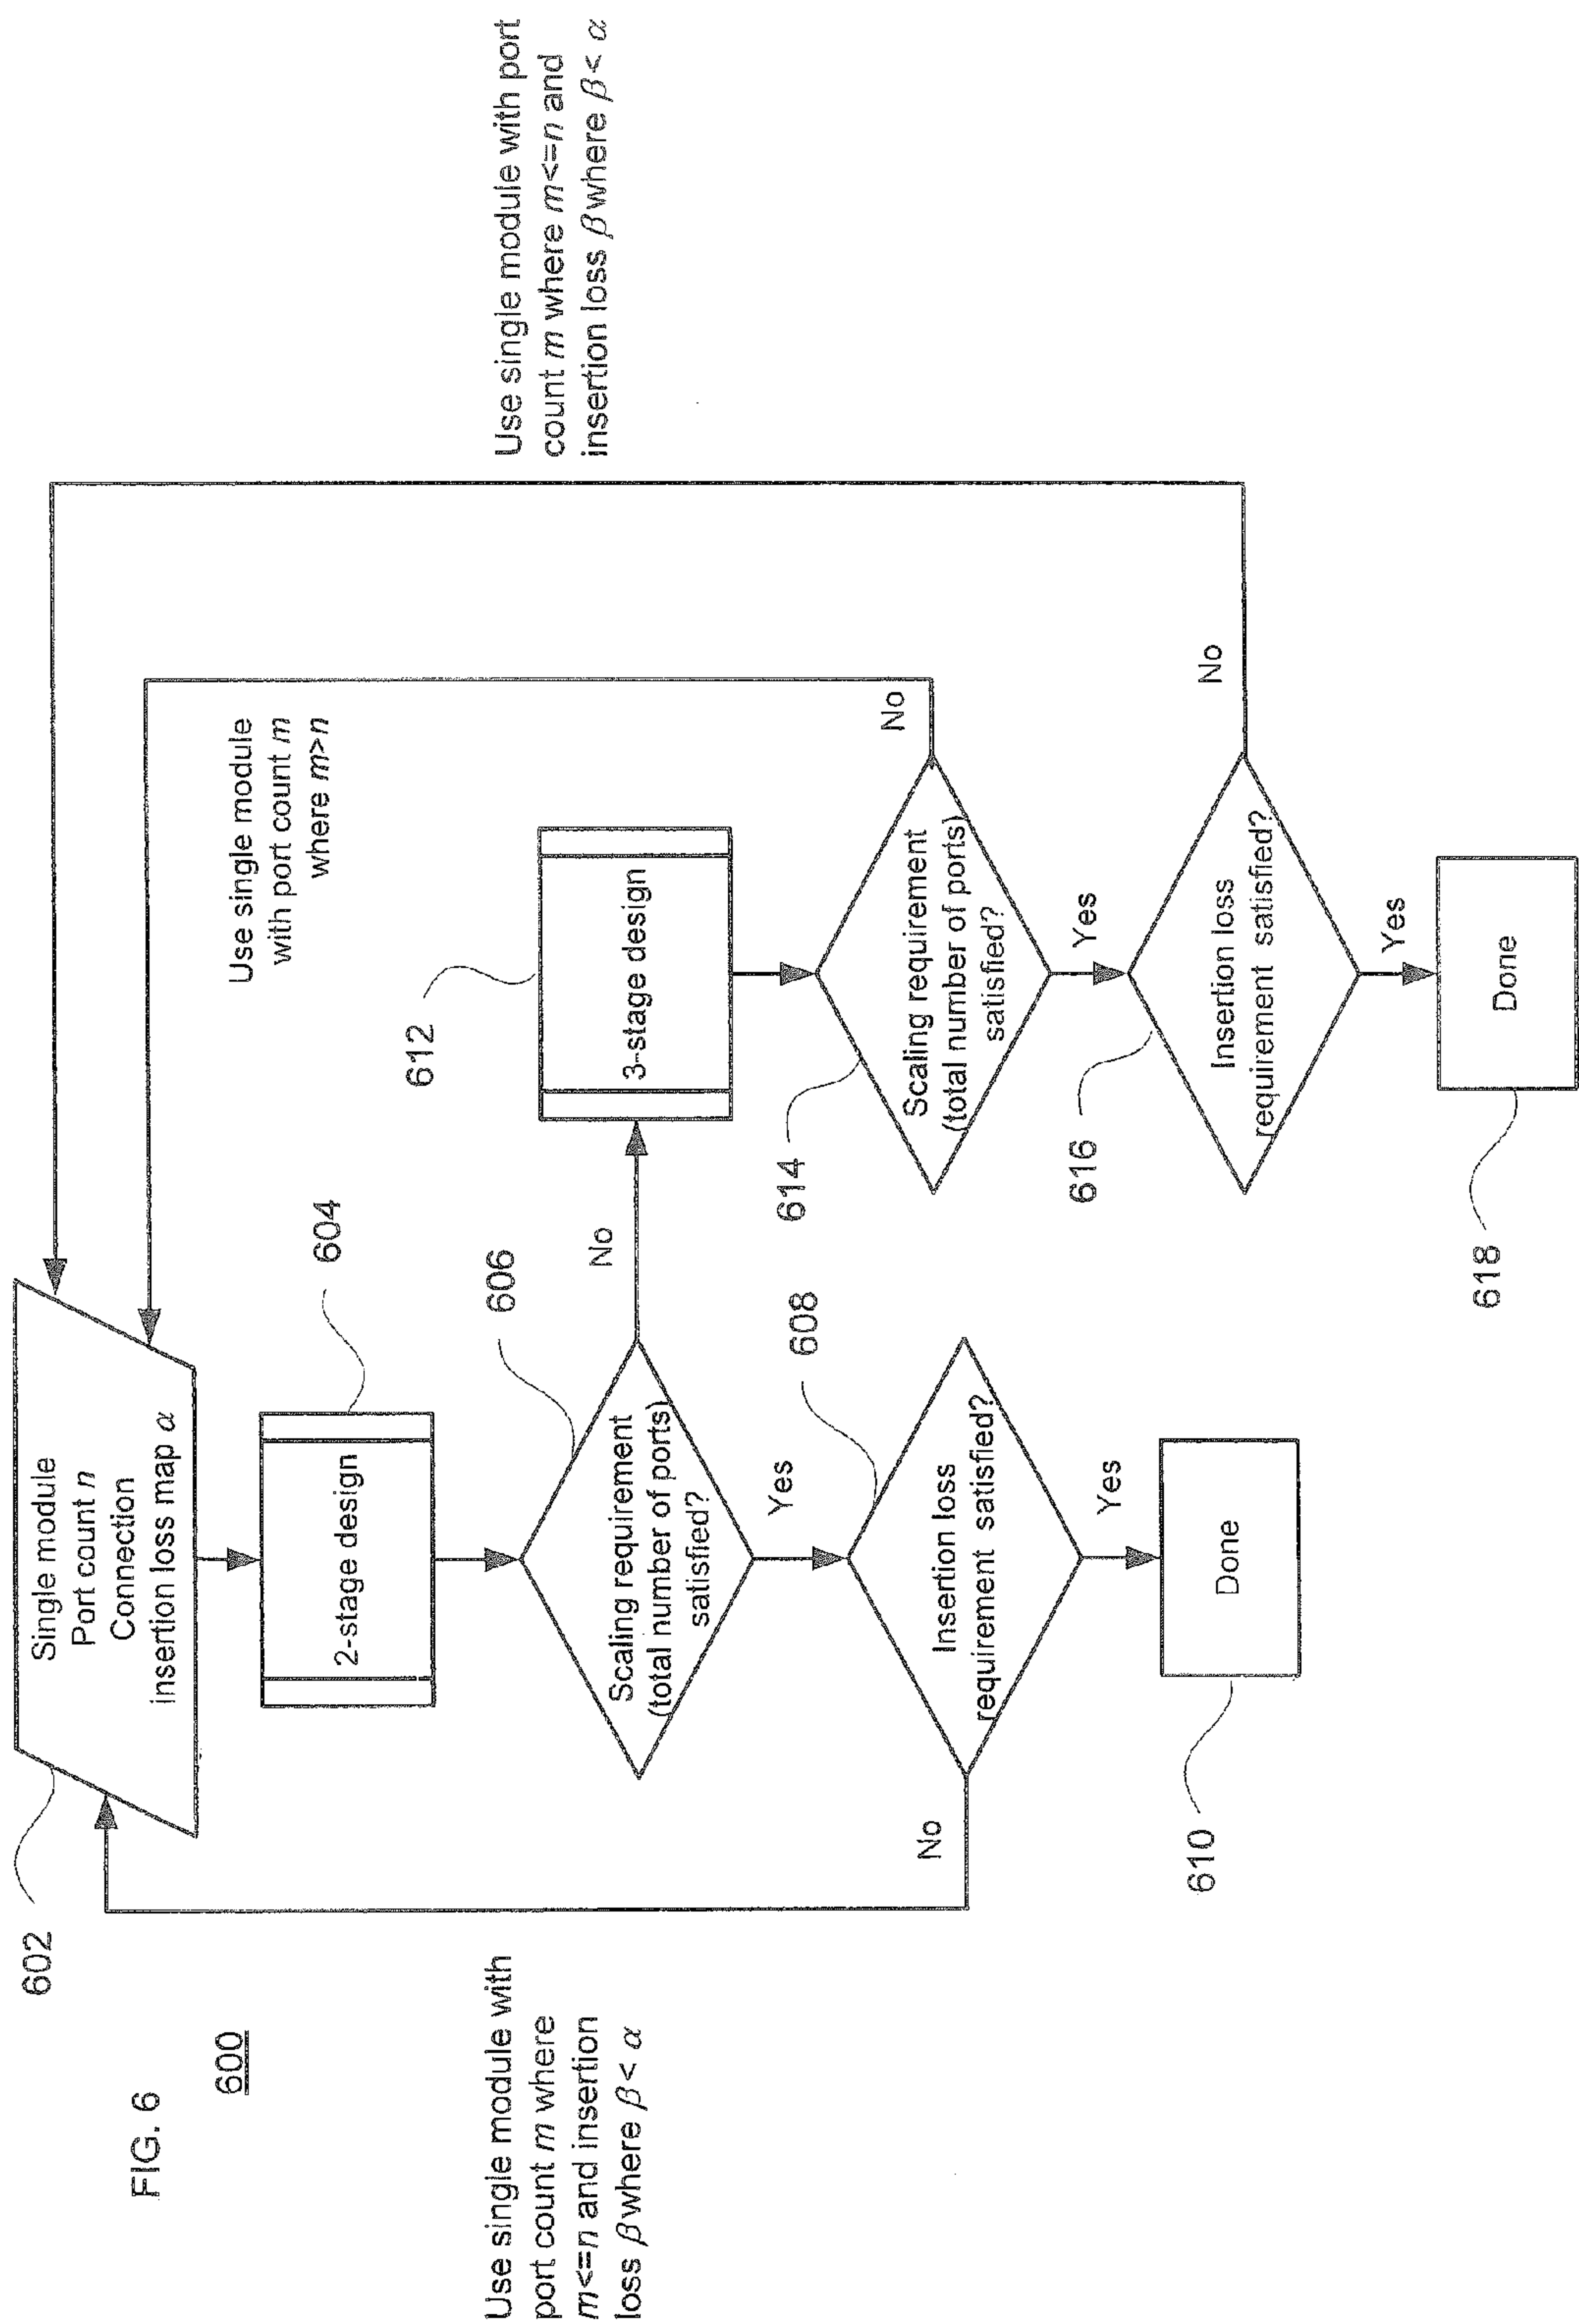 FIG. 6
600
602
Single module
Port count n
Connection
insertion loss map α
604
2-stage design
606
Scaling requirement
(total number of ports)
satisfied?
No
Yes
608
Insertion loss
requirement satisfied?
No
Yes
610
Done
Use single module with
port count m where
m<=n and insertion
loss β where β< α
612
3-stage design
614
Scaling requirement
(total number of ports)
satisfied?
No
Yes
Use single module
with port count m
where m>n
616
Insertion loss
requirement satisfied?
No
Yes
618
Done
Use single module with port
count m where m<=n and
insertion loss β where β< α